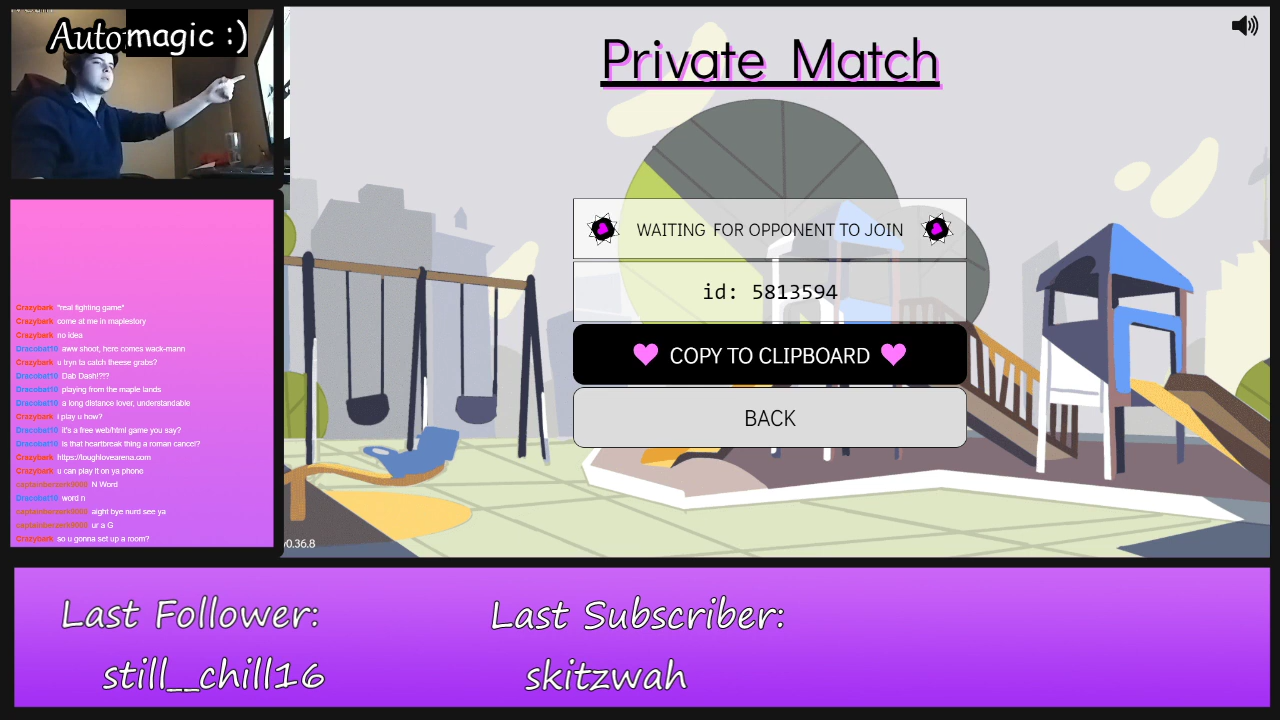 Automagic :)
Private Match
WAITING FOR OPPONENT TO JOIN
id: 5813594
COPY TO CLIPBOARD
BACK
Crazybark "real fighting game"
Crazybark come at me in maplestory
Crazybark no idea
Dracobat10 aww shoot, here comes wack-mann
Crazybark u tryn ta catch theese grabs?
Dracobat10 Dab Dash!?!?
Dracobat10 playing from the maple lands
Dracobat10 a long distance lover, understandable
Crazybark i play u how?
Dracobat10 it's a free web/html game you say?
Dracobat10 is that heartbreak thing a roman cancel?
Crazybark https://toughlovearena.com
Crazybark u can play it on ya phone
captainberzerk9000 N Word
Dracobat10 word n
captainberzerk9000 aight bye nurd see ya
captainberzerk9000 ur a G
Crazybark so u gonna set up a room?
v0.36.8
Last Follower:
still__chill16
Last Subscriber:
skitzwah